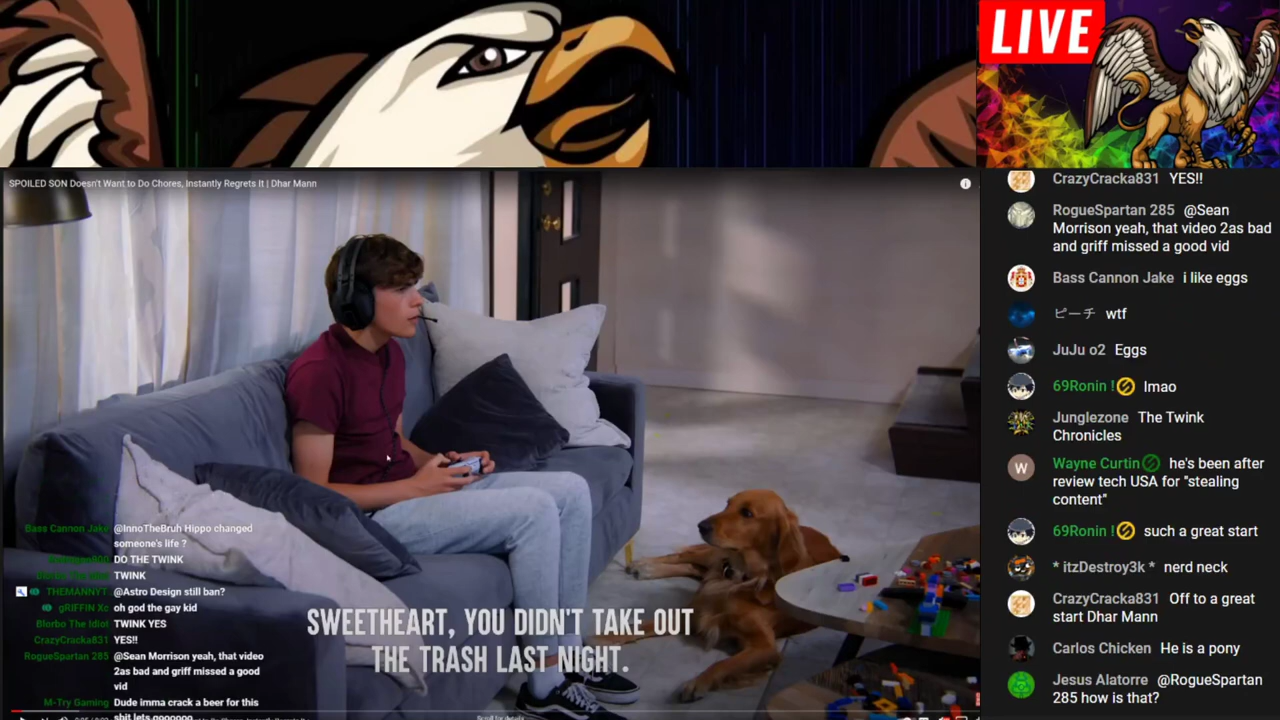 LIVE
SPOILED SON Doesn't Want to Do Chores, Instantly Regrets It | Dhar Mann
CrazyCracka831 YES!!
RogueSpartan 285 @Sean
Morrison yeah, that video 2as bad
and griff missed a good vid
Bass Cannon Jake i like eggs
ピーチ wtf
JuJu o2 Eggs
69Ronin ! lmao
Junglezone The Twink
Chronicles
W Wayne Curtin he's been after
review tech USA for "stealing
content"
69Ronin ! such a great start
* itzDestroy3k * nerd neck
CrazyCracka831 Off to a great
start Dhar Mann
Carlos Chicken He is a pony
Jesus Alatorre @RogueSpartan
285 how is that?
Bass Cannon Jake @InnoTheBruh Hippo changed
someone's life ?
DO THE TWINK
TWINK
THEMANNYT @Astro Design still ban?
gRIFFIN Xc oh god the gay kid
Blorbo The Idiot TWINK YES
CrazyCracka831 YES!!
RogueSpartan 285 @Sean Morrison yeah, that video
2as bad and griff missed a good
vid
M-Try Gaming Dude imma crack a beer for this
shit lets gooooooo
SWEETHEART, YOU DIDN'T TAKE OUT
THE TRASH LAST NIGHT.
Scroll for details